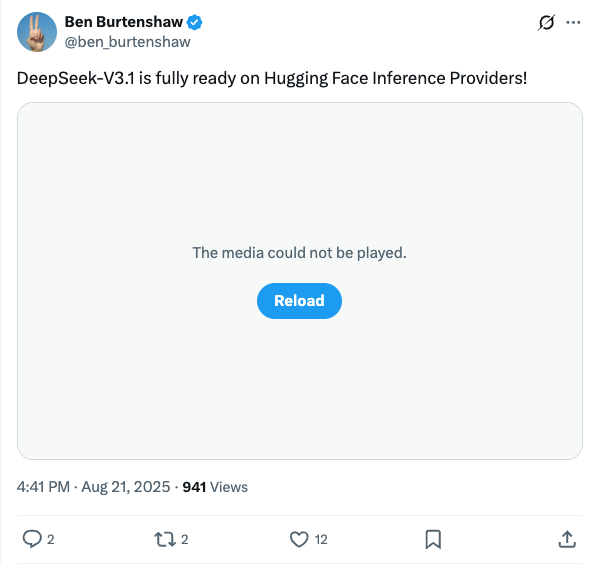 Ben Burtenshaw
@ben_burtenshaw
DeepSeek-V3.1 is fully ready on Hugging Face Inference Providers!
The media could not be played.
Reload
4:41 PM · Aug 21, 2025 · 941 Views
2 2 12